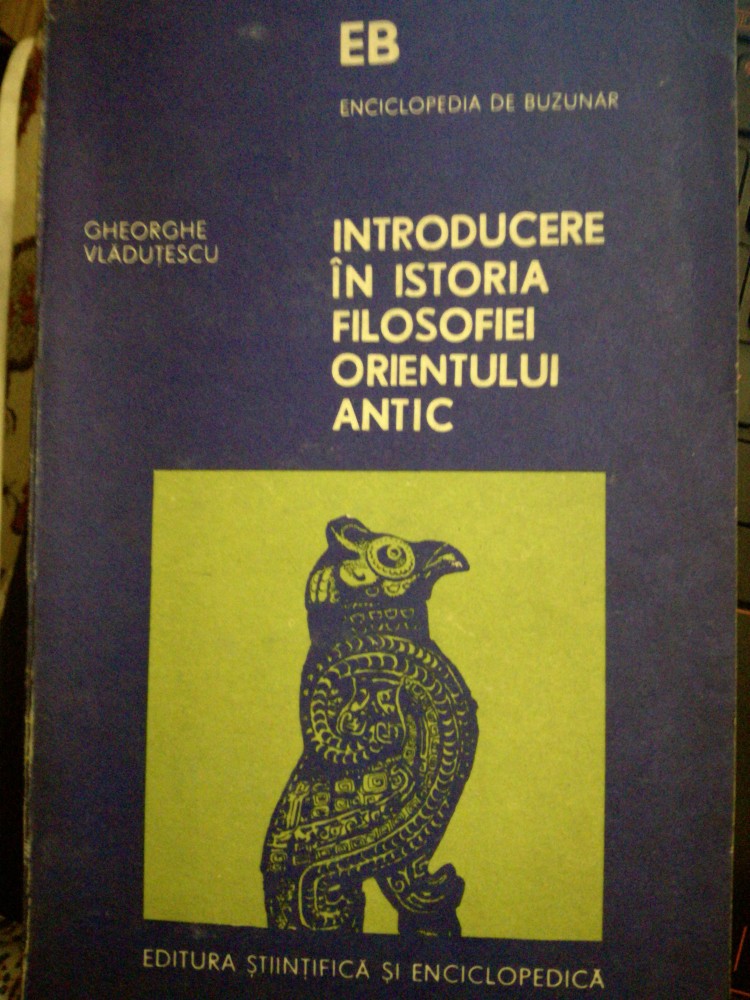 EB
ENCICLOPEDIA DE BUZUNAR
GHEORGHE
VLĂDUȚESCU
INTRODUCERE
ÎN ISTORIA
FILOSOFIEI
ORIENTULUI
ANTIC
EDITURA ȘTIINȚIFICĂ ȘI ENCICLOPEDICĂ